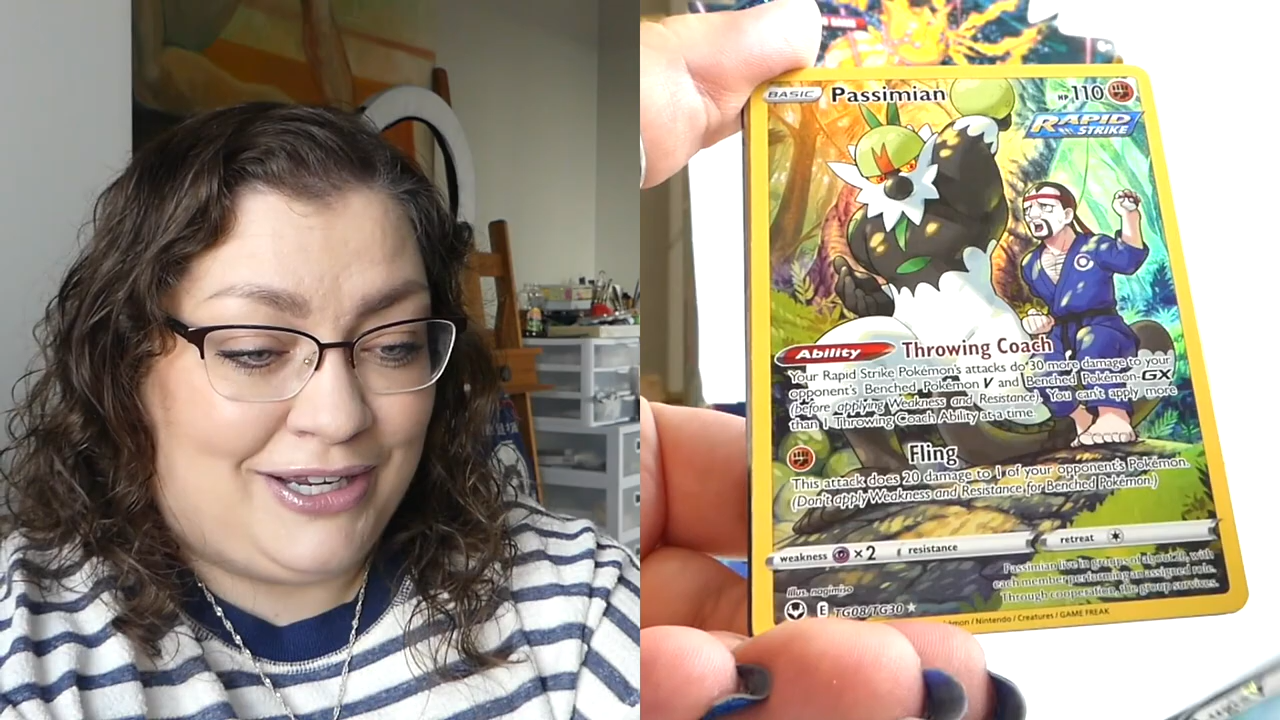 BASIC Passimian HP 110
RAPID STRIKE
Ability Throwing Coach
Your Rapid Strike Pokémon's attacks do 30 more damage to your
opponent's Benched Pokémon V and Benched Pokémon-GX
(before applying Weakness and Resistance). You can't apply more
than 1 Throwing Coach Ability at a time.
Fling
This attack does 20 damage to 1 of your opponent's Pokémon.
(Don't apply Weakness and Resistance for Benched Pokémon.)
weakness ×2 resistance retreat
Passimian live in groups of about 20, with
each member performing an assigned role.
Through cooperation, the group survives.
Illus. nagimiso
E TG08/TG30
/ Nintendo / Creatures / GAME FREAK